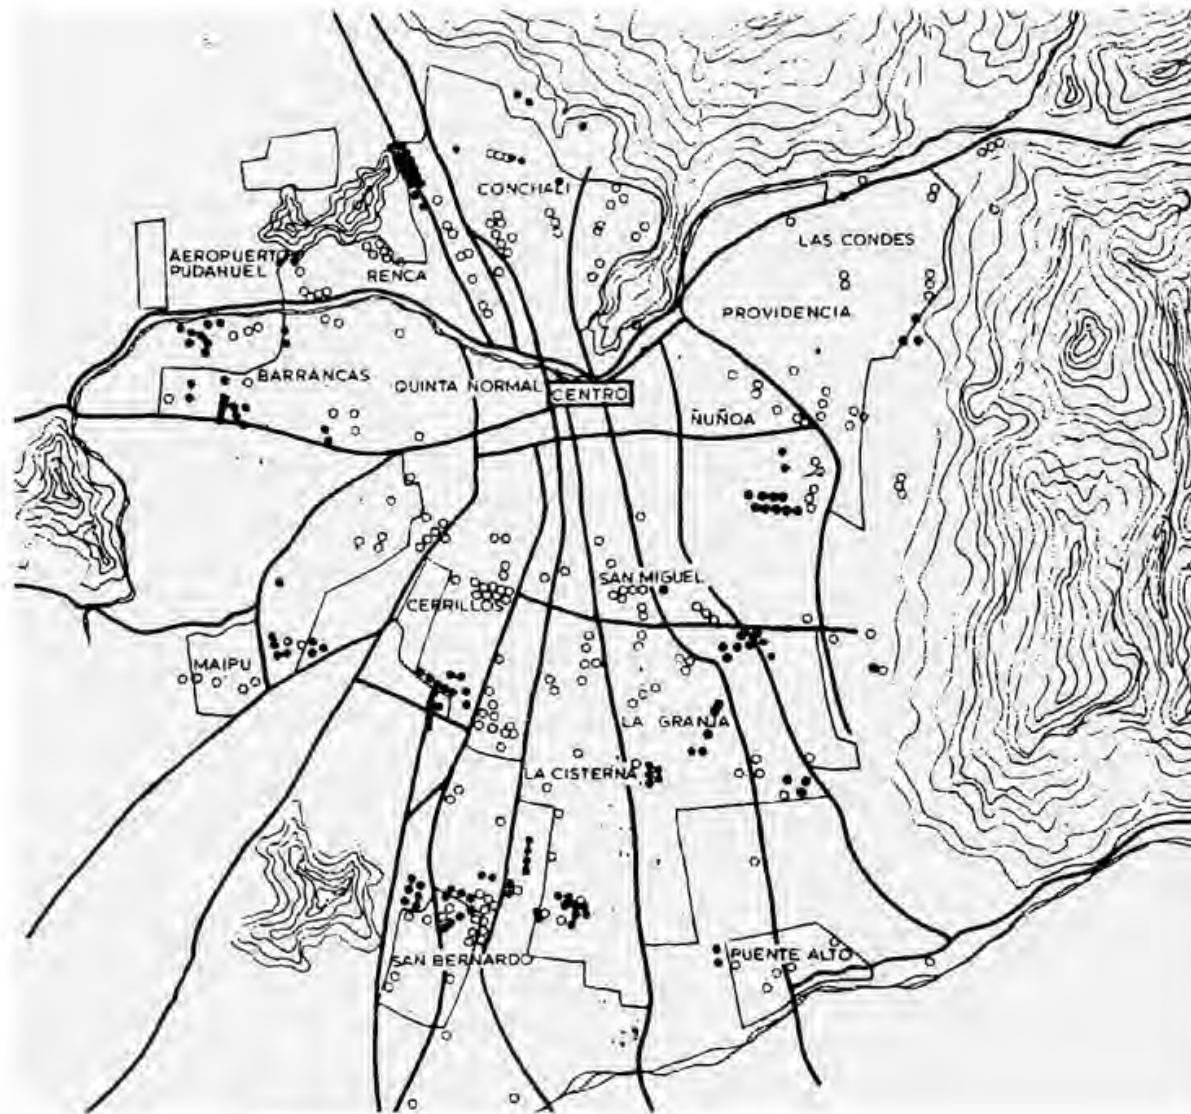 CONCHALI
LAS CONDES
AEROPUERTO
PUDAHUEL
RENCA
PROVIDENCIA
BARRANCAS
QUINTA NORMAL
CENTRO
ÑUÑOA
SAN MIGUEL
CERRILLOS
MAIPU
LA GRANJA
LA CISTERNA
SAN BERNARDO
PUENTE ALTO